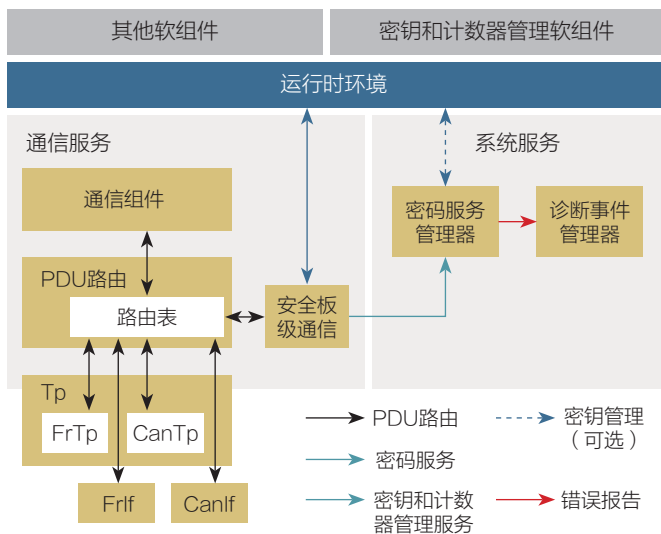 其他软组件
密钥和计数器管理软组件
运行时环境
通信服务
系统服务
通信组件
密码服务
管理器
诊断事件
管理器
PDU路由
路由表
安全板
级通信
Tp
FrTp
CanTp
FrIf
CanIf
PDU路由
密钥管理
（可选）
密码服务
密钥和计数
器管理服务
错误报告